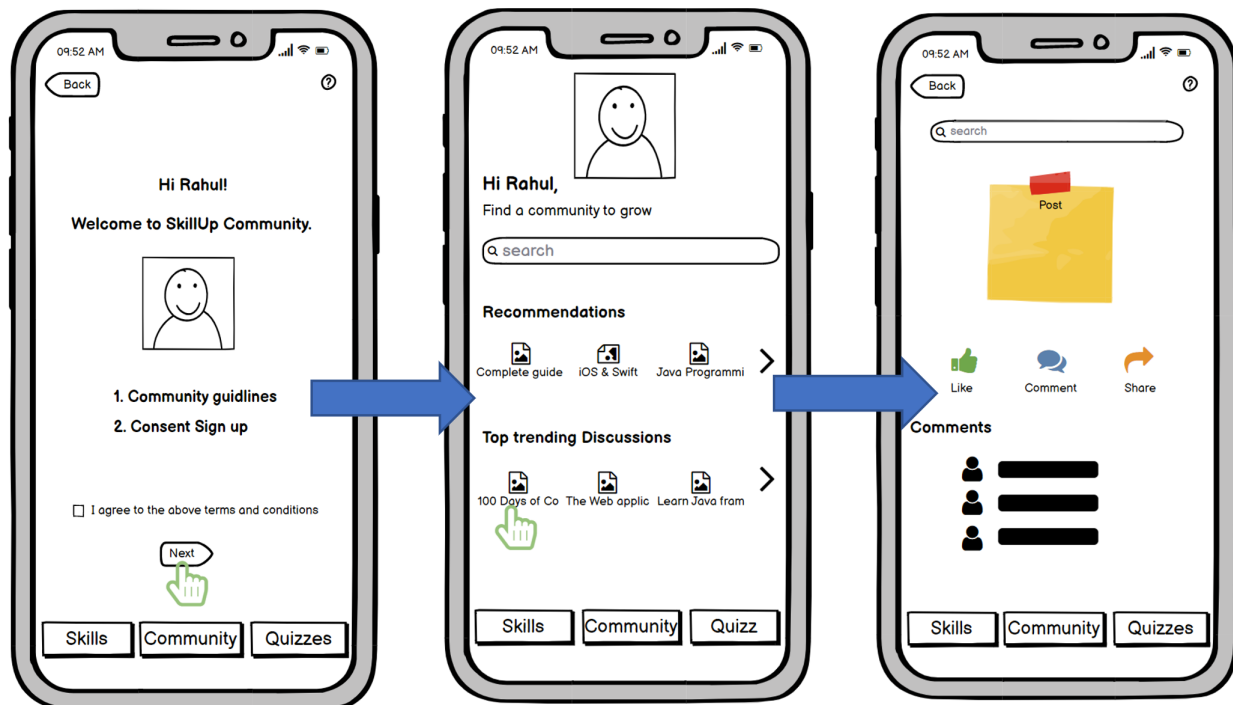 09:52 AM
Back
?
Hi Rahul!
Welcome to SkillUp Community.
1. Community guidlines
2. Consent Sign up
I agree to the above terms and conditions
Next
Skills Community Quizzes
09:52 AM
Hi Rahul,
Find a community to grow
search
Recommendations
Complete guide iOS & Swift Java Programmi
Top trending Discussions
100 Days of Co The Web applic Learn Java fram
Skills Community Quizz
09:52 AM
Back
?
search
Post
Like Comment Share
Comments
Skills Community Quizzes